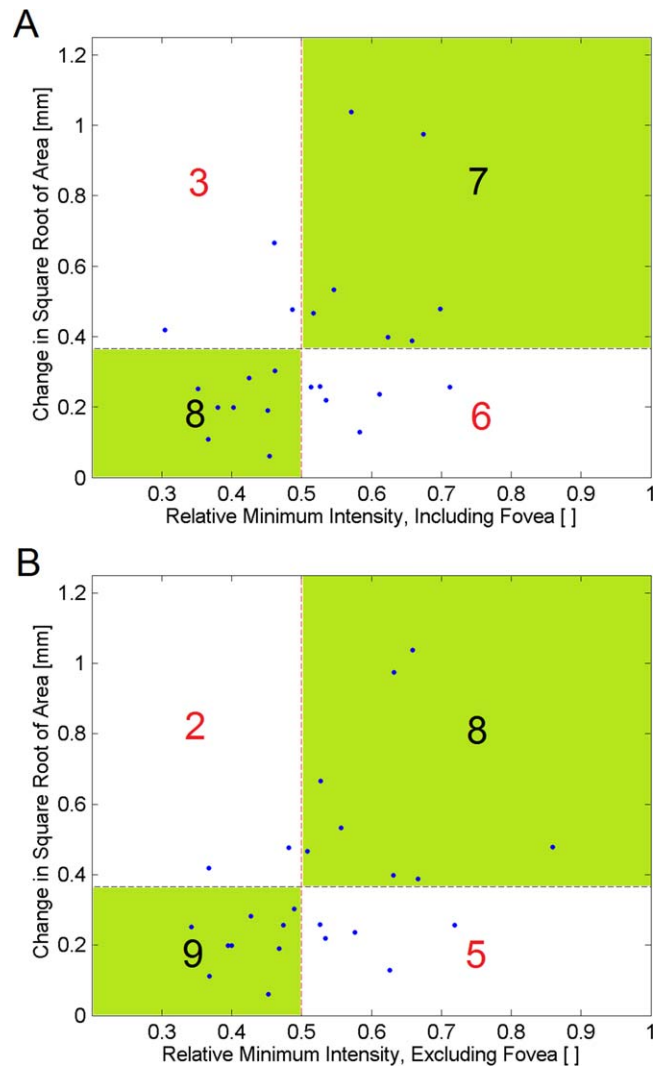 A
Change in Square Root of Area [mm]
1.2
1
0.8
0.6
0.4
0.2
0
3
7
8
6
0.3 0.4 0.5 0.6 0.7 0.8 0.9 1
Relative Minimum Intensity, Including Fovea [ ]
B
Change in Square Root of Area [mm]
1.2
1
0.8
0.6
0.4
0.2
0
2
8
9
5
0.3 0.4 0.5 0.6 0.7 0.8 0.9 1
Relative Minimum Intensity, Excluding Fovea [ ]